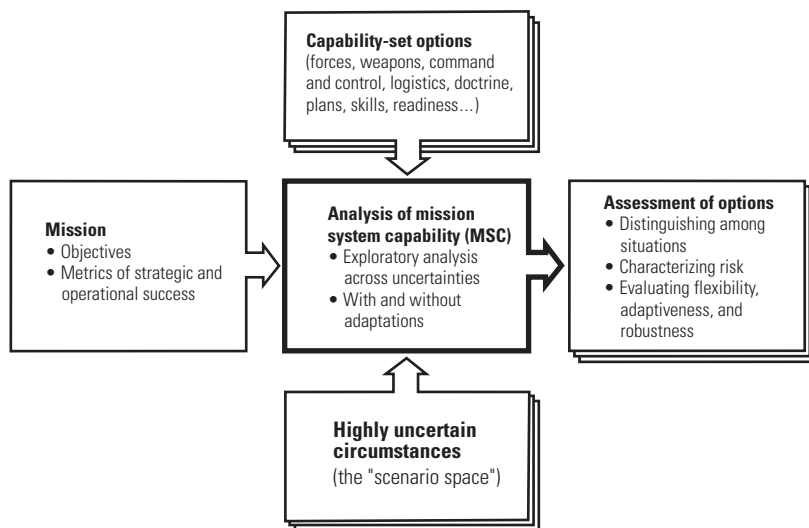 Capability-set options
(forces, weapons, command
and control, logistics, doctrine,
plans, skills, readiness…)
Mission
• Objectives
• Metrics of strategic and
operational success
Analysis of mission
system capability (MSC)
• Exploratory analysis
across uncertainties
• With and without
adaptations
Assessment of options
• Distinguishing among
situations
• Characterizing risk
• Evaluating flexibility,
adaptiveness, and
robustness
Highly uncertain
circumstances
(the "scenario space")